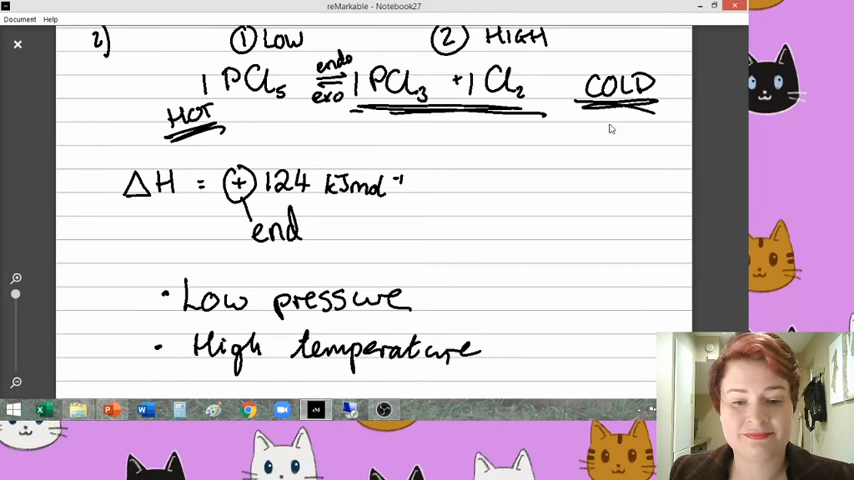 reMarkable - Notebook27
Document Help
2) ① LOW ② HIGH
endo
1 PCl₅ ⇌ 1 PCl₃ + 1 Cl₂ COLD
exo
HOT
ΔH = + 124 kJmol⁻¹
end
• Low pressure
• High temperature